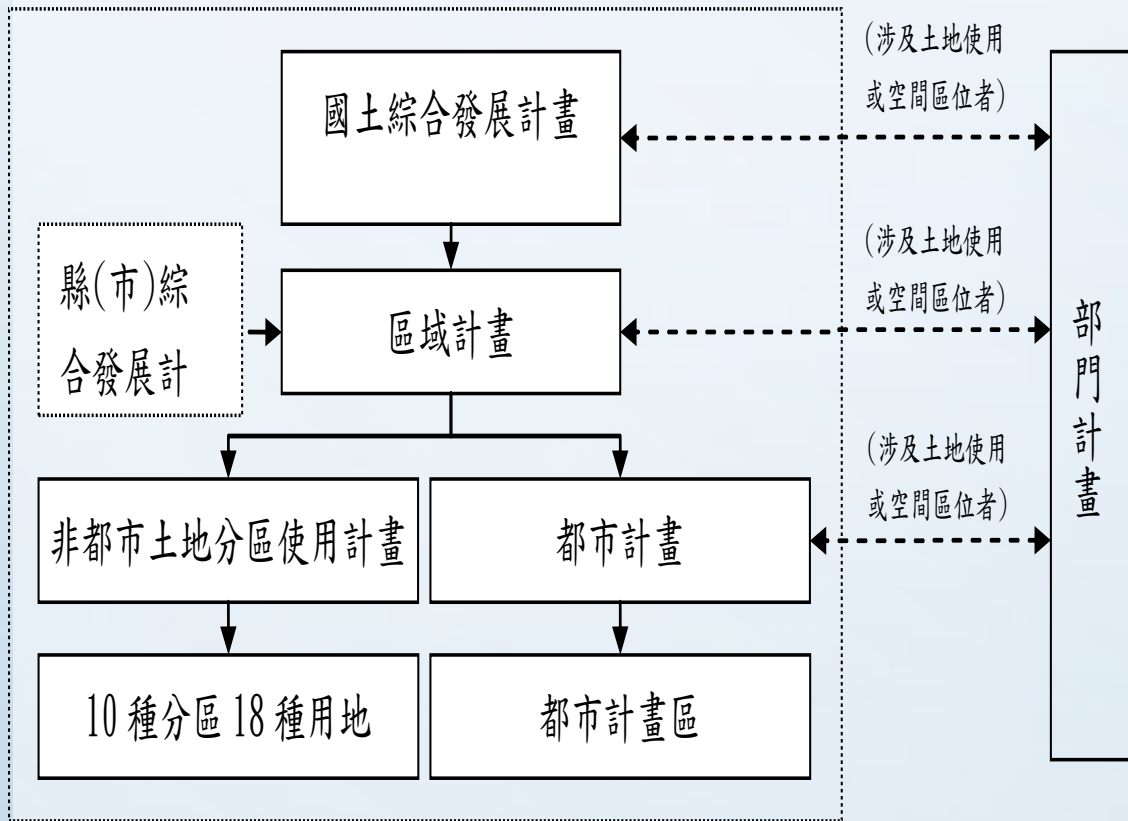 國土綜合發展計畫
(涉及土地使用
或空間區位者)
縣(市)綜
合發展計
區域計畫
(涉及土地使用
或空間區位者)
部門計畫
非都市土地分區使用計畫
都市計畫
(涉及土地使用
或空間區位者)
10種分區18種用地
都市計畫區